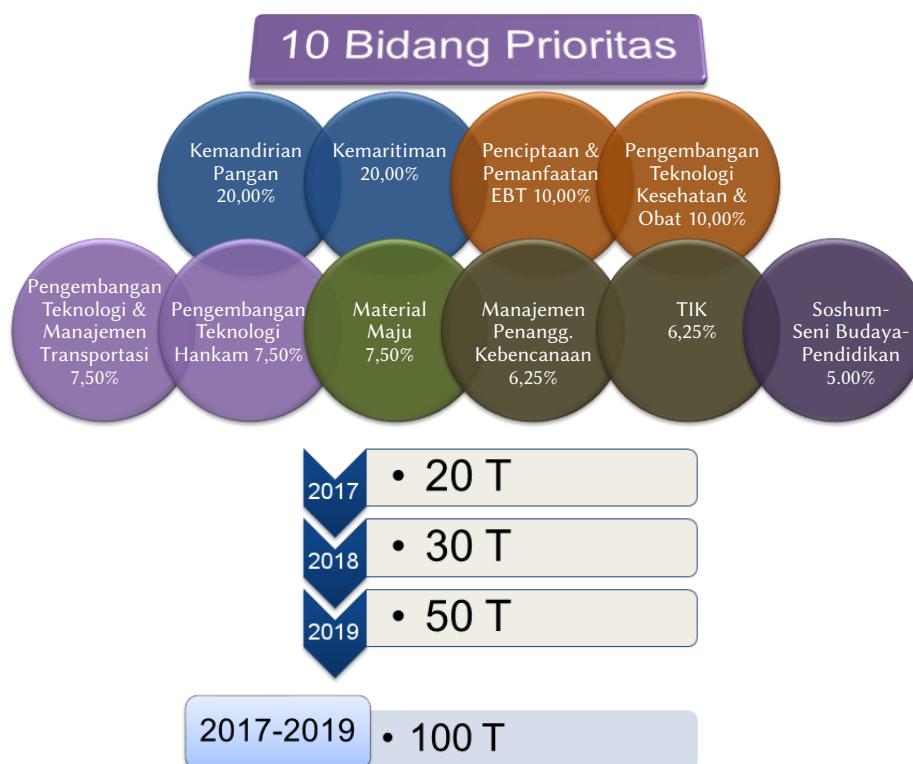 10 Bidang Prioritas
Kemandirian
Pangan
20,00%
Kemaritiman
20,00%
Penciptaan &
Pemanfaatan
EBT 10,00%
Pengembangan
Teknologi
Kesehatan &
Obat 10,00%
Pengembangan
Teknologi &
Manajemen
Transportasi
7,50%
Pengembangan
Teknologi
Hankam 7,50%
Material
Maju
7,50%
Manajemen
Penangg.
Kebencanaan
6,25%
TIK
6,25%
Soshum-
Seni Budaya-
Pendidikan
5.00%
2017
• 20 T
2018
• 30 T
2019
• 50 T
2017-2019
• 100 T